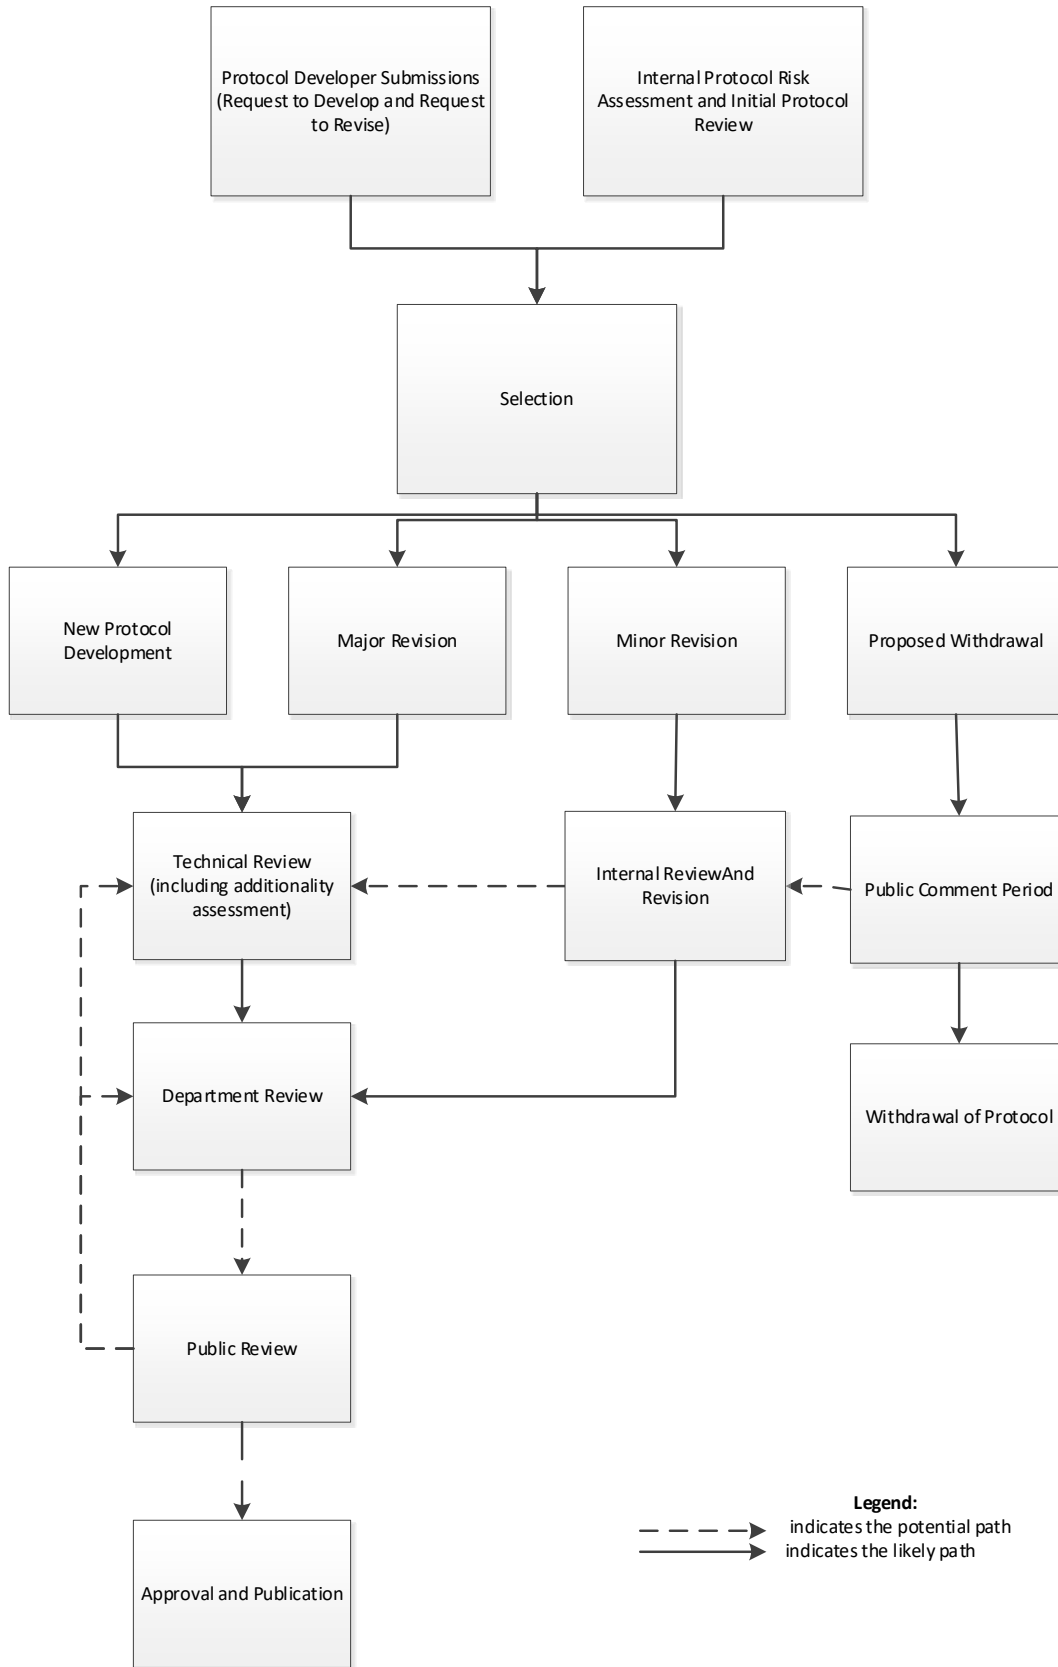 Protocol Developer Submissions
(Request to Develop and Request
to Revise)
Internal Protocol Risk
Assessment and Initial Protocol
Review
Selection
New Protocol
Development
Major Revision
Minor Revision
Proposed Withdrawal
Technical Review
(including additionality
assessment)
Internal ReviewAnd
Revision
Public Comment Period
Department Review
Withdrawal of Protocol
Public Review
Legend:
indicates the potential path
indicates the likely path
Approval and Publication